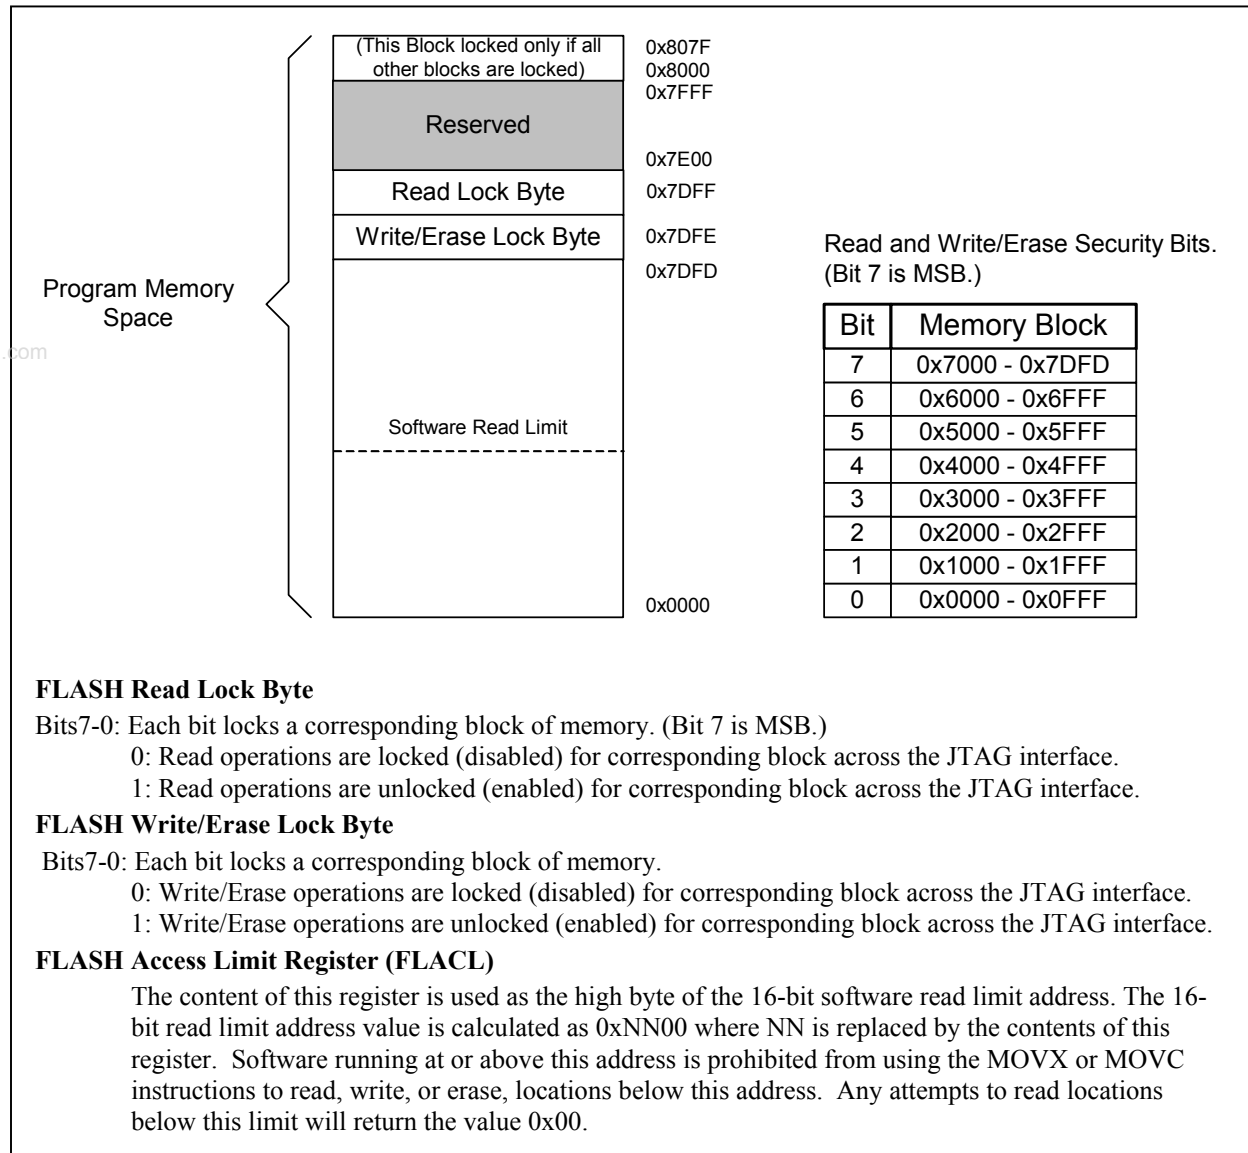 (This Block locked only if all
other blocks are locked)
0x807F
0x8000
0x7FFF
Reserved
0x7E00
Read Lock Byte
0x7DFF
Write/Erase Lock Byte
0x7DFE
0x7DFD
Program Memory
Space
.com
Software Read Limit
0x0000
Read and Write/Erase Security Bits.
(Bit 7 is MSB.)
Bit Memory Block
7 0x7000 - 0x7DFD
6 0x6000 - 0x6FFF
5 0x5000 - 0x5FFF
4 0x4000 - 0x4FFF
3 0x3000 - 0x3FFF
2 0x2000 - 0x2FFF
1 0x1000 - 0x1FFF
0 0x0000 - 0x0FFF
FLASH Read Lock Byte
Bits7-0: Each bit locks a corresponding block of memory. (Bit 7 is MSB.)
0: Read operations are locked (disabled) for corresponding block across the JTAG interface.
1: Read operations are unlocked (enabled) for corresponding block across the JTAG interface.
FLASH Write/Erase Lock Byte
Bits7-0: Each bit locks a corresponding block of memory.
0: Write/Erase operations are locked (disabled) for corresponding block across the JTAG interface.
1: Write/Erase operations are unlocked (enabled) for corresponding block across the JTAG interface.
FLASH Access Limit Register (FLACL)
The content of this register is used as the high byte of the 16-bit software read limit address. The 16-
bit read limit address value is calculated as 0xNN00 where NN is replaced by the contents of this
register. Software running at or above this address is prohibited from using the MOVX or MOVC
instructions to read, write, or erase, locations below this address. Any attempts to read locations
below this limit will return the value 0x00.